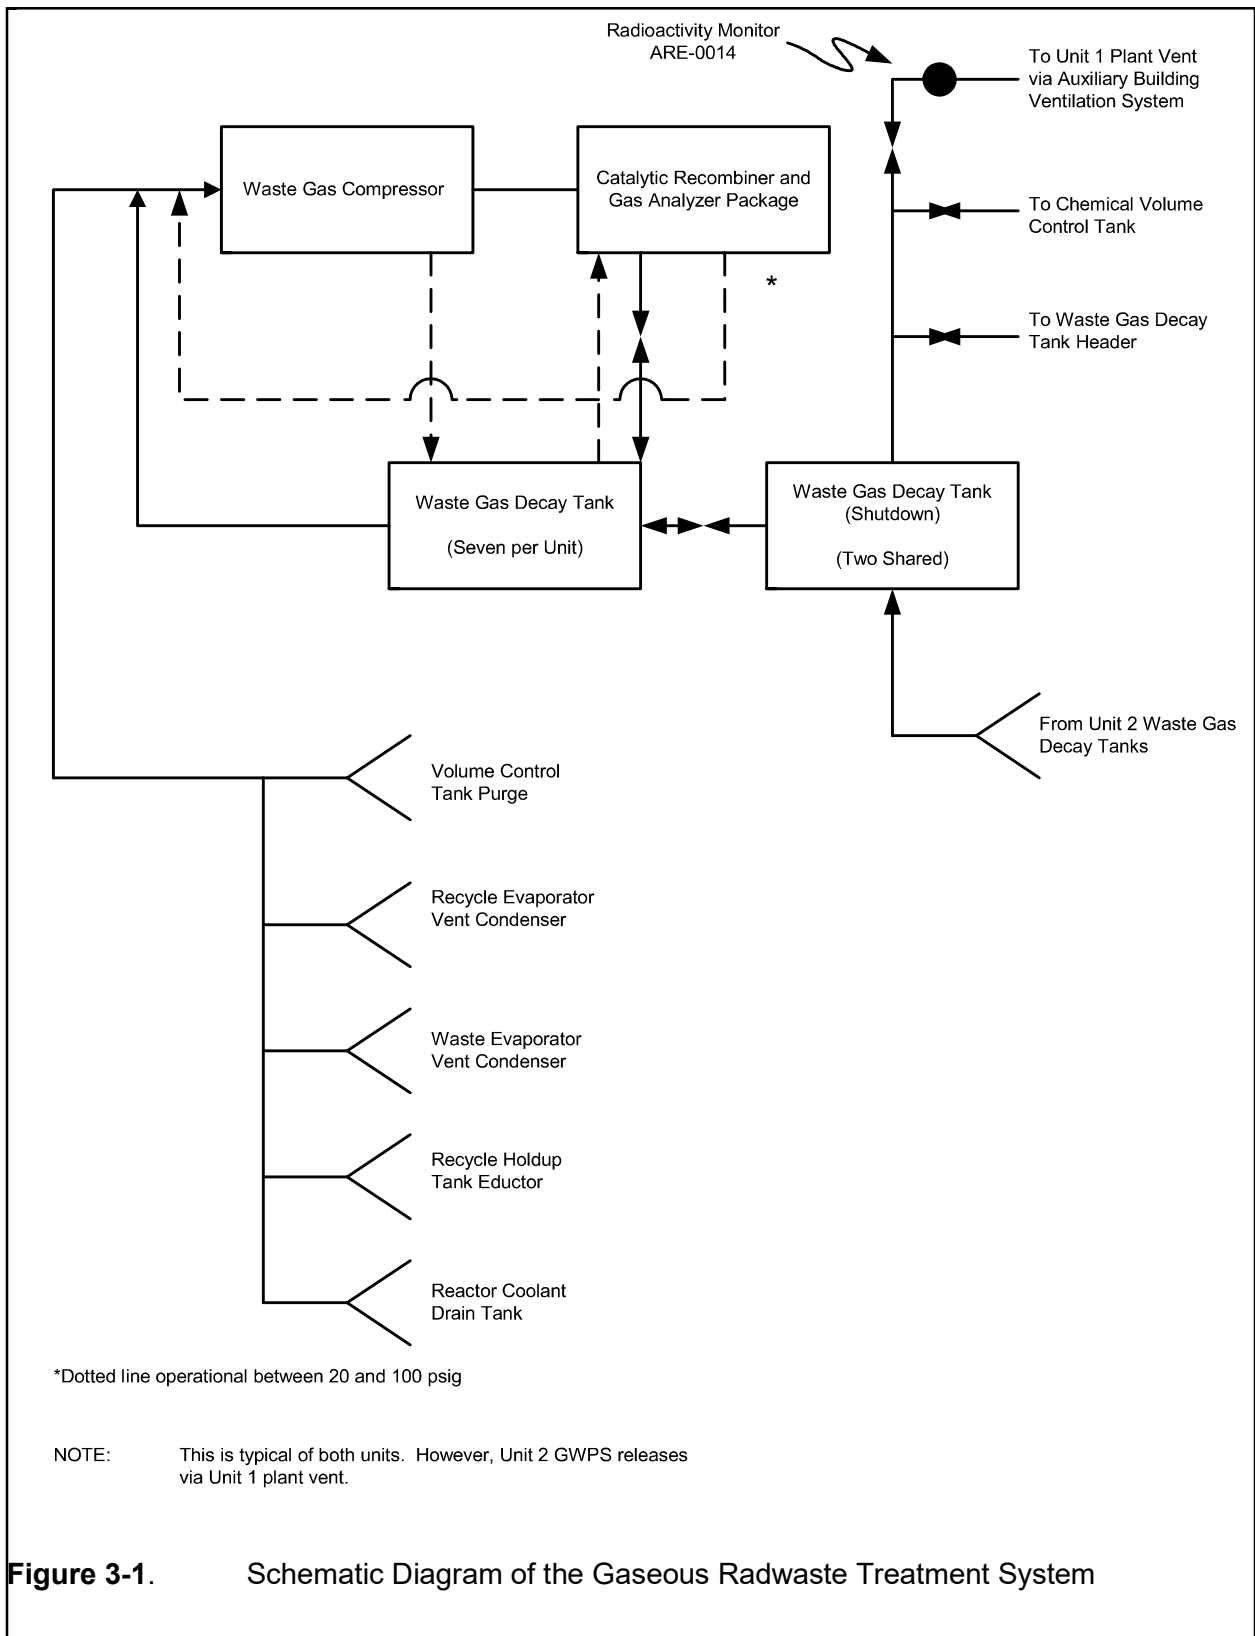 Radioactivity Monitor
ARE-0014
To Unit 1 Plant Vent
via Auxiliary Building
Ventilation System
Waste Gas Compressor
Catalytic Recombiner and
Gas Analyzer Package
To Chemical Volume
Control Tank
*
To Waste Gas Decay
Tank Header
Waste Gas Decay Tank
(Seven per Unit)
Waste Gas Decay Tank
(Shutdown)
(Two Shared)
From Unit 2 Waste Gas
Decay Tanks
Volume Control
Tank Purge
Recycle Evaporator
Vent Condenser
Waste Evaporator
Vent Condenser
Recycle Holdup
Tank Eductor
Reactor Coolant
Drain Tank
*Dotted line operational between 20 and 100 psig
NOTE: This is typical of both units. However, Unit 2 GWPS releases
via Unit 1 plant vent.
Figure 3-1. Schematic Diagram of the Gaseous Radwaste Treatment System